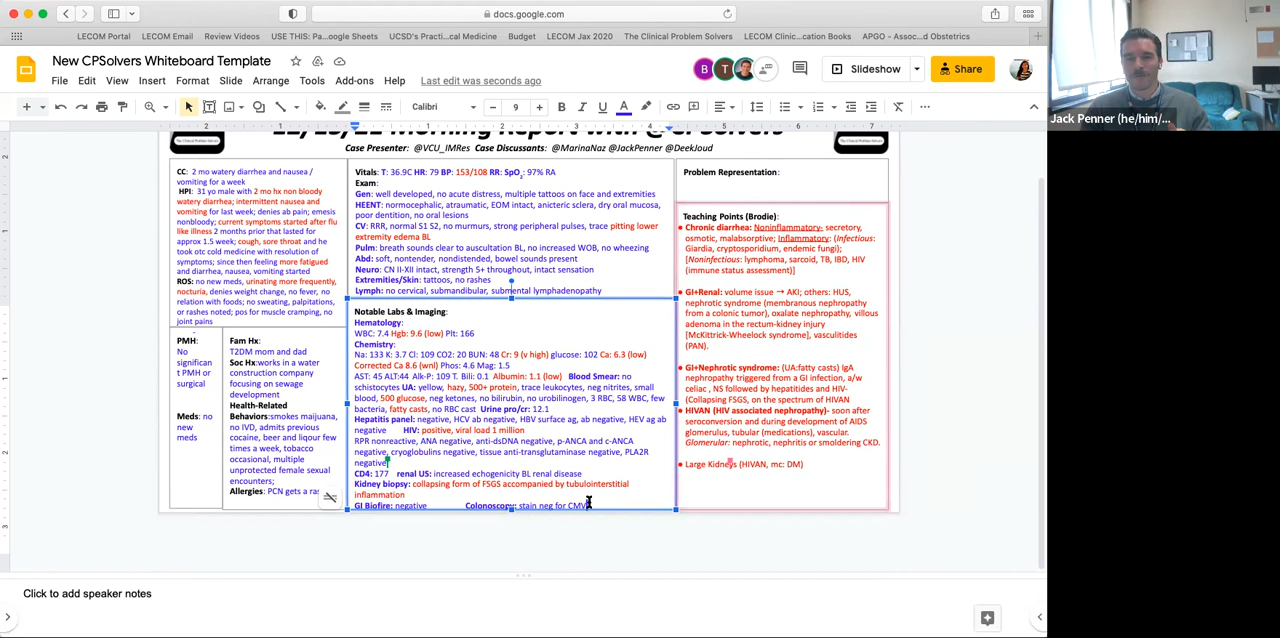 docs.google.com
LECOM Portal LECOM Email Review Videos USE THIS: Pa...ogle Sheets UCSD's Practi...cal Medicine Budget LECOM Jax 2020 The Clinical Problem Solvers LECOM Clinic...cation Books APGO - Assoc...d Obstetrics
New CPSolvers Whiteboard Template
File Edit View Insert Format Slide Arrange Tools Add-ons Help Last edit was seconds ago
B T Slideshow Share
Calibri 9 B I U A
2 1 1 2 3 4 5 6 7
Morning Report with @CPSolvers
Case Presenter: @VCU_IMRes Case Discussants: @MarinaNaz @JackPenner @DeekJoud
CC: 2 mo watery diarrhea and nausea /
vomiting for a week
HPI: 31 yo male with 2 mo hx non bloody
watery diarrhea; intermittent nausea and
vomiting for last week; denies ab pain; emesis
nonbloody; current symptoms started after flu
like illness 2 months prior that lasted for
approx 1.5 week; cough, sore throat and he
took otc cold medicine with resolution of
symptoms; since then feeling more fatigued
and diarrhea, nausea, vomiting started
ROS: no new meds, urinating more frequently,
nocturia, denies weight change, no fever, no
relation with foods; no sweating, palpitations,
or rashes noted; pos for muscle cramping, no
joint pains
PMH:
No
significan
t PMH or
surgical
Meds: no
new
meds
Fam Hx:
T2DM mom and dad
Soc Hx:works in a water
construction company
focusing on sewage
development
Health-Related
Behaviors:smokes maijuana,
no IVD, admits previous
cocaine, beer and liqour few
times a week, tobacco
occasional, multiple
unprotected female sexual
encounters;
Allergies: PCN gets a ras
Vitals: T: 36.9C HR: 79 BP: 153/108 RR: SpO2: 97% RA
Exam:
Gen: well developed, no acute distress, multiple tattoos on face and extremities
HEENT: normocephalic, atraumatic, EOM intact, anicteric sclera, dry oral mucosa,
poor dentition, no oral lesions
CV: RRR, normal S1 S2, no murmurs, strong peripheral pulses, trace pitting lower
extremity edema BL
Pulm: breath sounds clear to auscultation BL, no increased WOB, no wheezing
Abd: soft, nontender, nondistended, bowel sounds present
Neuro: CN II-XII intact, strength 5+ throughout, intact sensation
Extremities/Skin: tattoos, no rashes
Lymph: no cervical, submandibular, submental lymphadenopathy
Notable Labs & Imaging:
Hematology:
WBC: 7.4 Hgb: 9.6 (low) Plt: 166
Chemistry:
Na: 133 K: 3.7 Cl: 109 CO2: 20 BUN: 48 Cr: 9 (v high) glucose: 102 Ca: 6.3 (low)
Corrected Ca 8.6 (wnl) Phos: 4.6 Mag: 1.5
AST: 45 ALT:44 Alk-P: 109 T. Bili: 0.1 Albumin: 1.1 (low) Blood Smear: no
schistocytes UA: yellow, hazy, 500+ protein, trace leukocytes, neg nitrites, small
blood, 500 glucose, neg ketones, no bilirubin, no urobilinogen, 3 RBC, 58 WBC, few
bacteria, fatty casts, no RBC cast Urine pro/cr: 12.1
Hepatitis panel: negative, HCV ab negative, HBV surface ag, ab negative, HEV ag ab
negative HIV: positive, viral load 1 million
RPR nonreactive, ANA negative, anti-dsDNA negative, p-ANCA and c-ANCA
negative, cryoglobulins negative, tissue anti-transglutaminase negative, PLA2R
negative
CD4: 177 renal US: increased echogenicity BL renal disease
Kidney biopsy: collapsing form of FSGS accompanied by tubulointerstitial
inflammation
GI Biofire: negative Colonoscopy: stain neg for CMV
Problem Representation:
Teaching Points (Brodie):
● Chronic diarrhea: Noninflammatory- secretory,
osmotic, malabsorptive; Inflammatory: (Infectious:
Giardia, cryptosporidium, endemic fungi);
[Noninfectious: lymphoma, sarcoid, TB, IBD, HIV
(immune status assessment)]
● GI+Renal: volume issue → AKI; others: HUS,
nephrotic syndrome (membranous nephropathy
from a colonic tumor), oxalate nephropathy, villous
adenoma in the rectum-kidney injury
[McKittrick-Wheelock syndrome], vasculitides
(PAN).
● GI+Nephrotic syndrome: (UA:fatty casts) IgA
nephropathy triggered from a GI infection, a/w
celiac , NS followed by hepatitides and HIV-
(Collapsing FSGS, on the spectrum of HIVAN
● HIVAN (HIV associated nephropathy)- soon after
seroconversion and during development of AIDS
glomerulus, tubular (medications), vascular.
Glomerular: nephrotic, nephritis or smoldering CKD.
● Large Kidneys (HIVAN, mc: DM)
Click to add speaker notes
Jack Penner (he/him/...